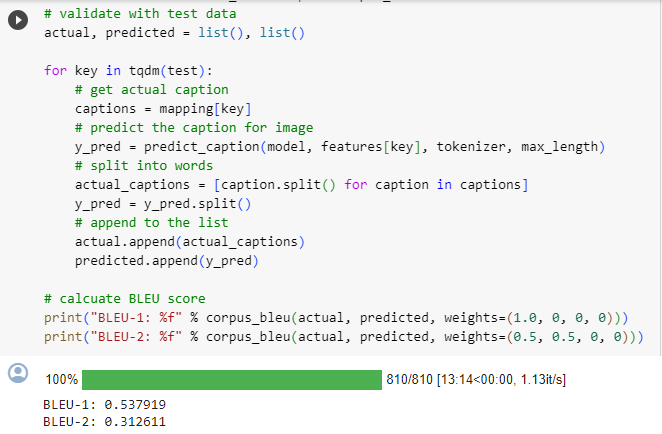 # validate with test data
actual, predicted = list(), list()
for key in tqdm(test):
# get actual caption
captions = mapping[key]
# predict the caption for image
y_pred = predict_caption(model, features[key], tokenizer, max_length)
# split into words
actual_captions = [caption.split() for caption in captions]
y_pred = y_pred.split()
# append to the list
actual.append(actual_captions)
predicted.append(y_pred)
# calcuate BLEU score
print("BLEU-1: %f" % corpus_bleu(actual, predicted, weights=(1.0, 0, 0, 0)))
print("BLEU-2: %f" % corpus_bleu(actual, predicted, weights=(0.5, 0.5, 0, 0)))
100% 810/810 [13:14<00:00, 1.13it/s]
BLEU-1: 0.537919
BLEU-2: 0.312611